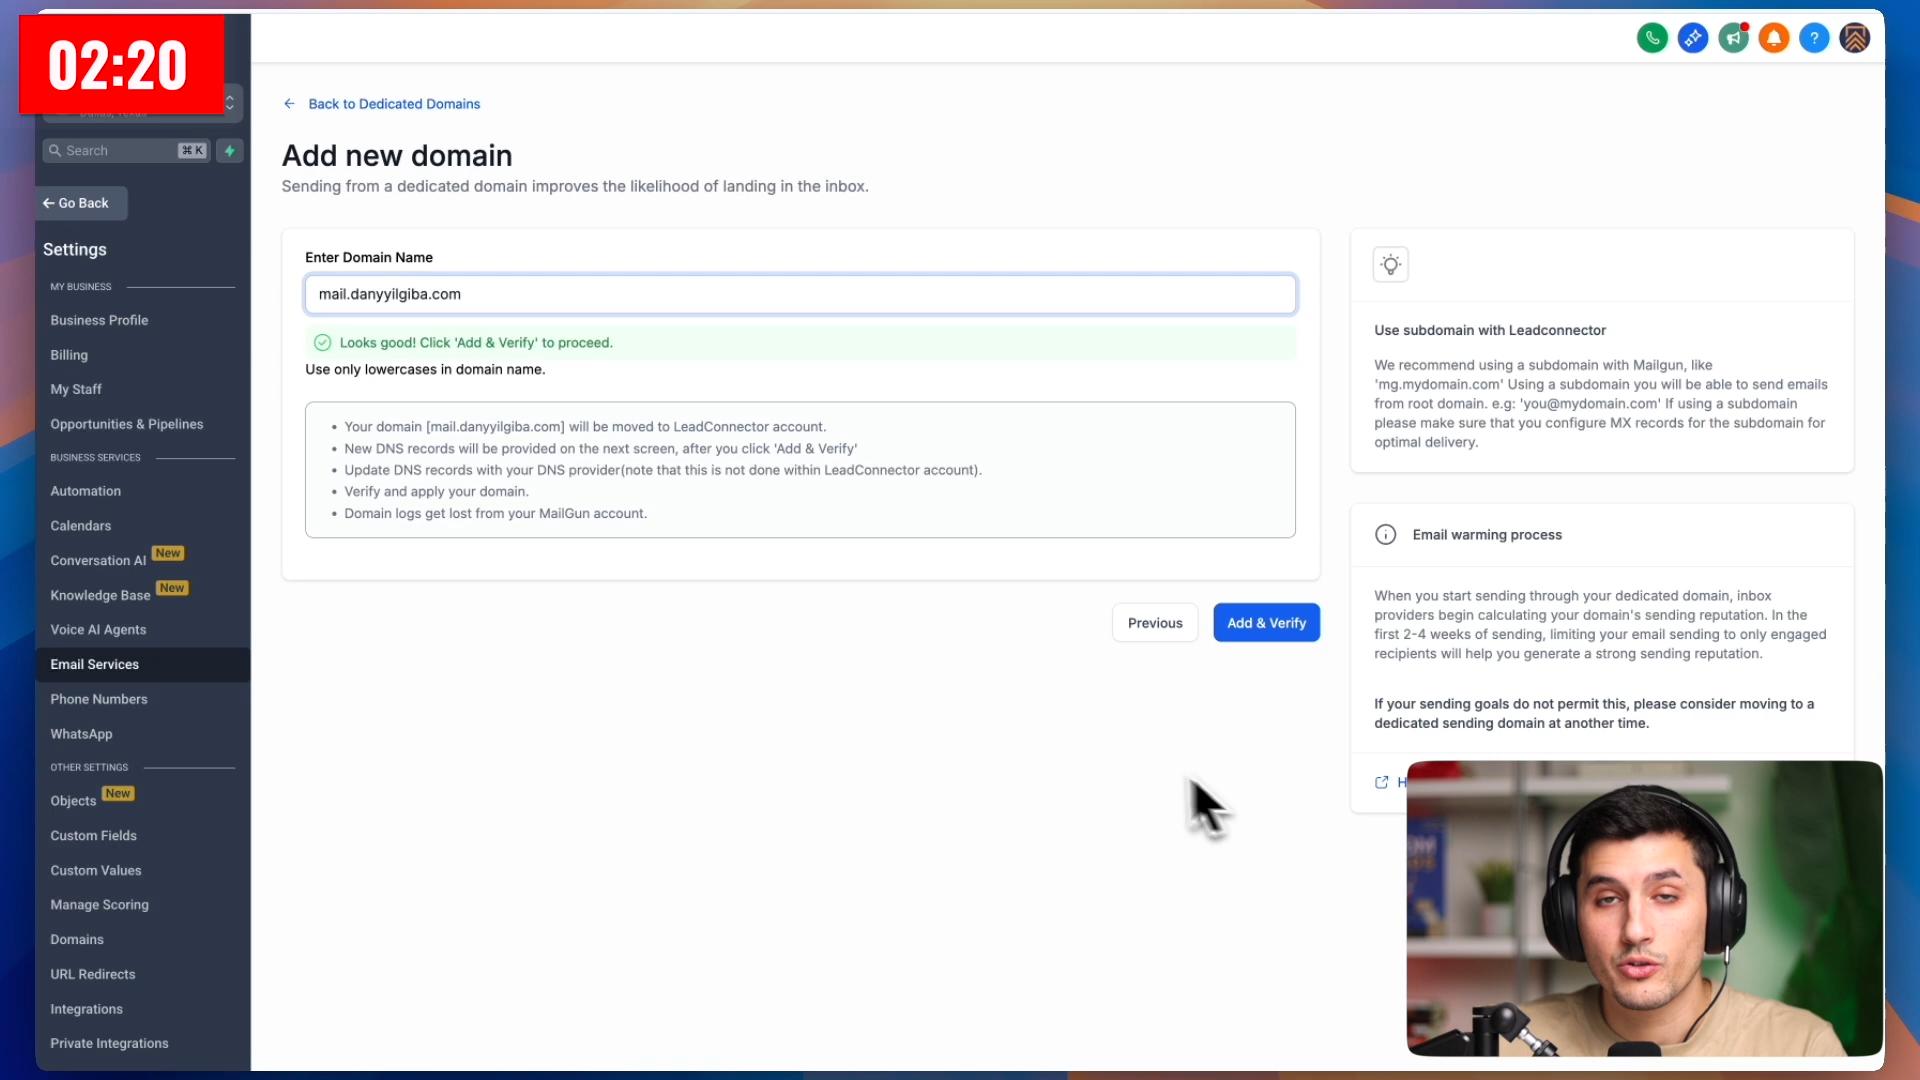 02:20
Search
⌘ K
Go Back
Settings
MY BUSINESS
Business Profile
Billing
My Staff
Opportunities & Pipelines
BUSINESS SERVICES
Automation
Calendars
Conversation AI New
Knowledge Base New
Voice AI Agents
Email Services
Phone Numbers
WhatsApp
OTHER SETTINGS
Objects New
Custom Fields
Custom Values
Manage Scoring
Domains
URL Redirects
Integrations
Private Integrations
Back to Dedicated Domains
Add new domain
Sending from a dedicated domain improves the likelihood of landing in the inbox.
Enter Domain Name
mail.danyyilgiba.com
Looks good! Click 'Add & Verify' to proceed.
Use only lowercases in domain name.
• Your domain [mail.danyyilgiba.com] will be moved to LeadConnector account.
• New DNS records will be provided on the next screen, after you click 'Add & Verify'
• Update DNS records with your DNS provider(note that this is not done within LeadConnector account).
• Verify and apply your domain.
• Domain logs get lost from your MailGun account.
Previous
Add & Verify
Use subdomain with Leadconnector
We recommend using a subdomain with Mailgun, like
'mg.mydomain.com' Using a subdomain you will be able to send emails
from root domain. e.g: 'you@mydomain.com' If using a subdomain
please make sure that you configure MX records for the subdomain for
optimal delivery.
Email warming process
When you start sending through your dedicated domain, inbox
providers begin calculating your domain's sending reputation. In the
first 2-4 weeks of sending, limiting your email sending to only engaged
recipients will help you generate a strong sending reputation.
If your sending goals do not permit this, please consider moving to a
dedicated sending domain at another time.